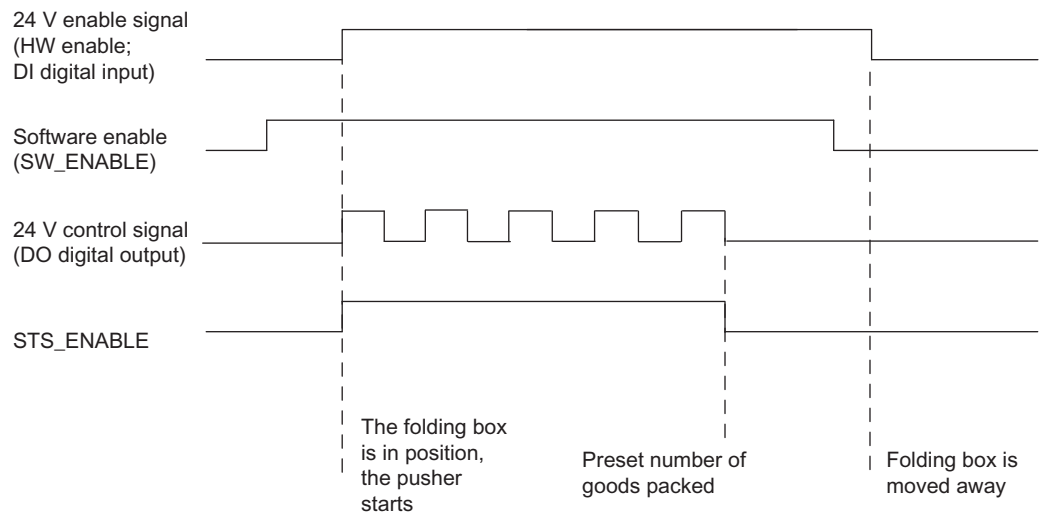 24 V enable signal
(HW enable;
DI digital input)
Software enable
(SW_ENABLE)
24 V control signal
(DO digital output)
STS_ENABLE
The folding box
is in position,
the pusher
starts
Preset number of
goods packed
Folding box is
moved away